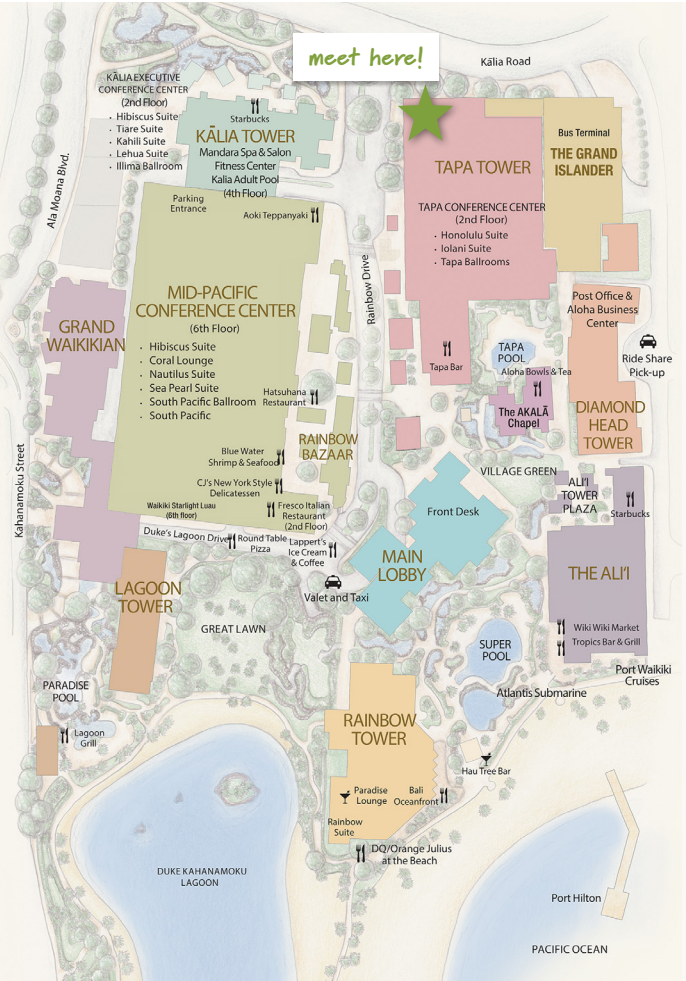 meet here!
Kālia Road
KĀLIA EXECUTIVE
CONFERENCE CENTER
(2nd Floor)
· Hibiscus Suite
· Tiare Suite
· Kahili Suite
· Lehua Suite
· Illima Ballroom
Starbucks
KĀLIA TOWER
Mandara Spa & Salon
Fitness Center
Kalia Adult Pool
(4th Floor)
Ala Moana Blvd.
Parking
Entrance
Aoki Teppanyaki
TAPA TOWER
TAPA CONFERENCE CENTER
(2nd Floor)
· Honolulu Suite
· Iolani Suite
· Tapa Ballrooms
Bus Terminal
THE GRAND
ISLANDER
Rainbow Drive
MID-PACIFIC
CONFERENCE CENTER
(6th Floor)
· Hibiscus Suite
· Coral Lounge
· Nautilus Suite
· Sea Pearl Suite
· South Pacific Ballroom
· South Pacific
GRAND
WAIKIKIAN
Post Office &
Aloha Business
Center
Ride Share
Pick-up
TAPA
POOL
Tapa Bar
Aloha Bowls & Tea
The AKALĀ
Chapel
DIAMOND
HEAD
TOWER
Hatsuhana
Restaurant
RAINBOW
BAZAAR
Blue Water
Shrimp & Seafood
CJ's New York Style
Delicatessen
Waikiki Starlight Luau
(6th floor)
Fresco Italian
Restaurant
(2nd Floor)
Kahanamoku Street
VILLAGE GREEN
ALI'I
TOWER
PLAZA
Starbucks
Front Desk
MAIN
LOBBY
Duke's Lagoon Drive
Round Table
Pizza
Lappert's
Ice Cream
& Coffee
Valet and Taxi
THE ALI'I
LAGOON
TOWER
GREAT LAWN
Wiki Wiki Market
Tropics Bar & Grill
SUPER
POOL
Port Waikiki
Cruises
Atlantis Submarine
PARADISE
POOL
Lagoon
Grill
RAINBOW
TOWER
Hau Tree Bar
Paradise
Lounge
Bali
Oceanfront
Rainbow
Suite
DQ/Orange Julius
at the Beach
DUKE KAHANAMOKU
LAGOON
Port Hilton
PACIFIC OCEAN